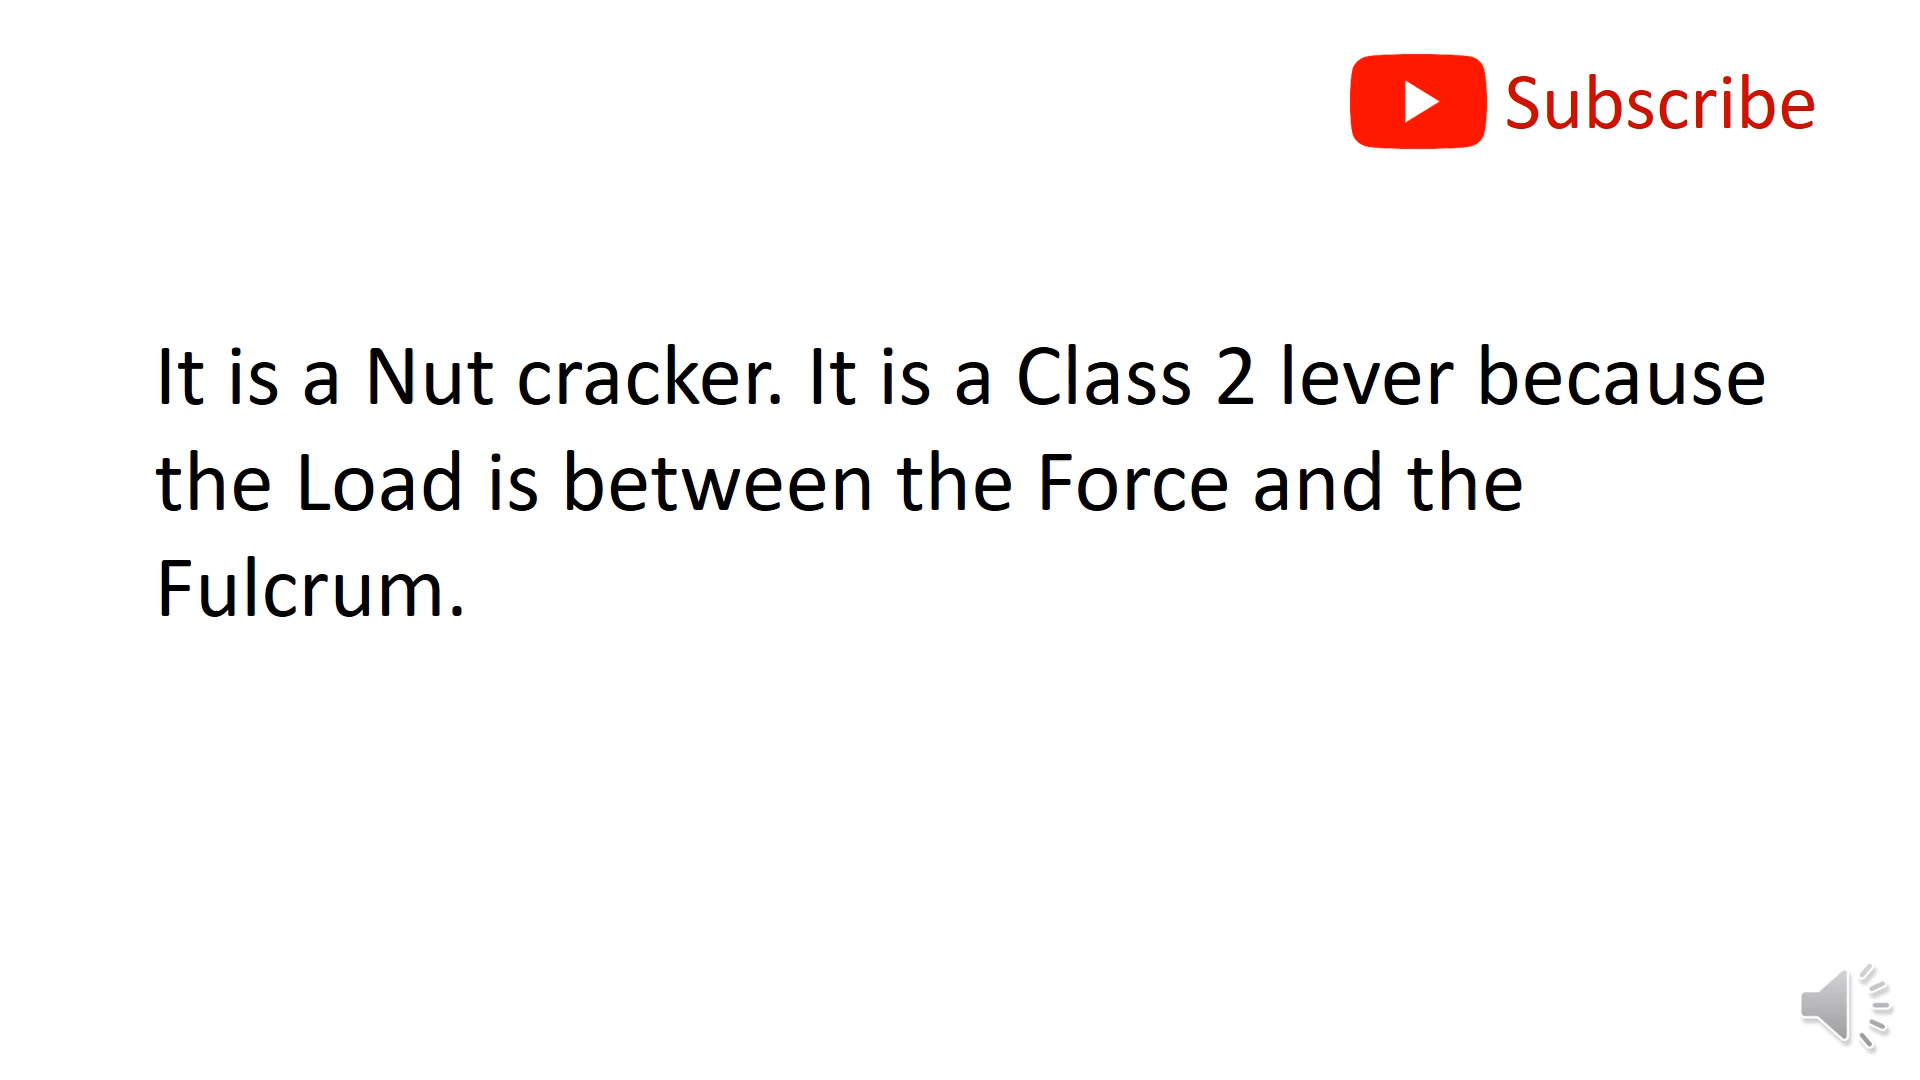 Subscribe
It is a Nut cracker. It is a Class 2 lever because
the Load is between the Force and the
Fulcrum.